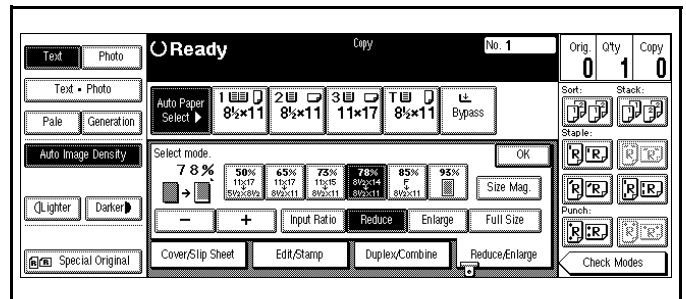 Text Photo
Text • Photo
Pale Generation
Auto Image Density
Lighter Darker
Special Original
Ready Copy No. 1
Auto Paper Select ▶
1 8½×11
2 8½×11
3 11×17
T 8½×11
Bypass
Select mode. OK
78%
50% 11×17 5½×8½
65% 11×17 8½×11
73% 11×15 8½×11
78% 8½×14 8½×11
85% F 8½×11
93%
Size Mag.
− + Input Ratio Reduce Enlarge Full Size
Cover/Slip Sheet Edit/Stamp Duplex/Combine Reduce/Enlarge
Orig. Q'ty Copy
0 1 0
Sort: Stack:
Staple:
Punch:
Check Modes